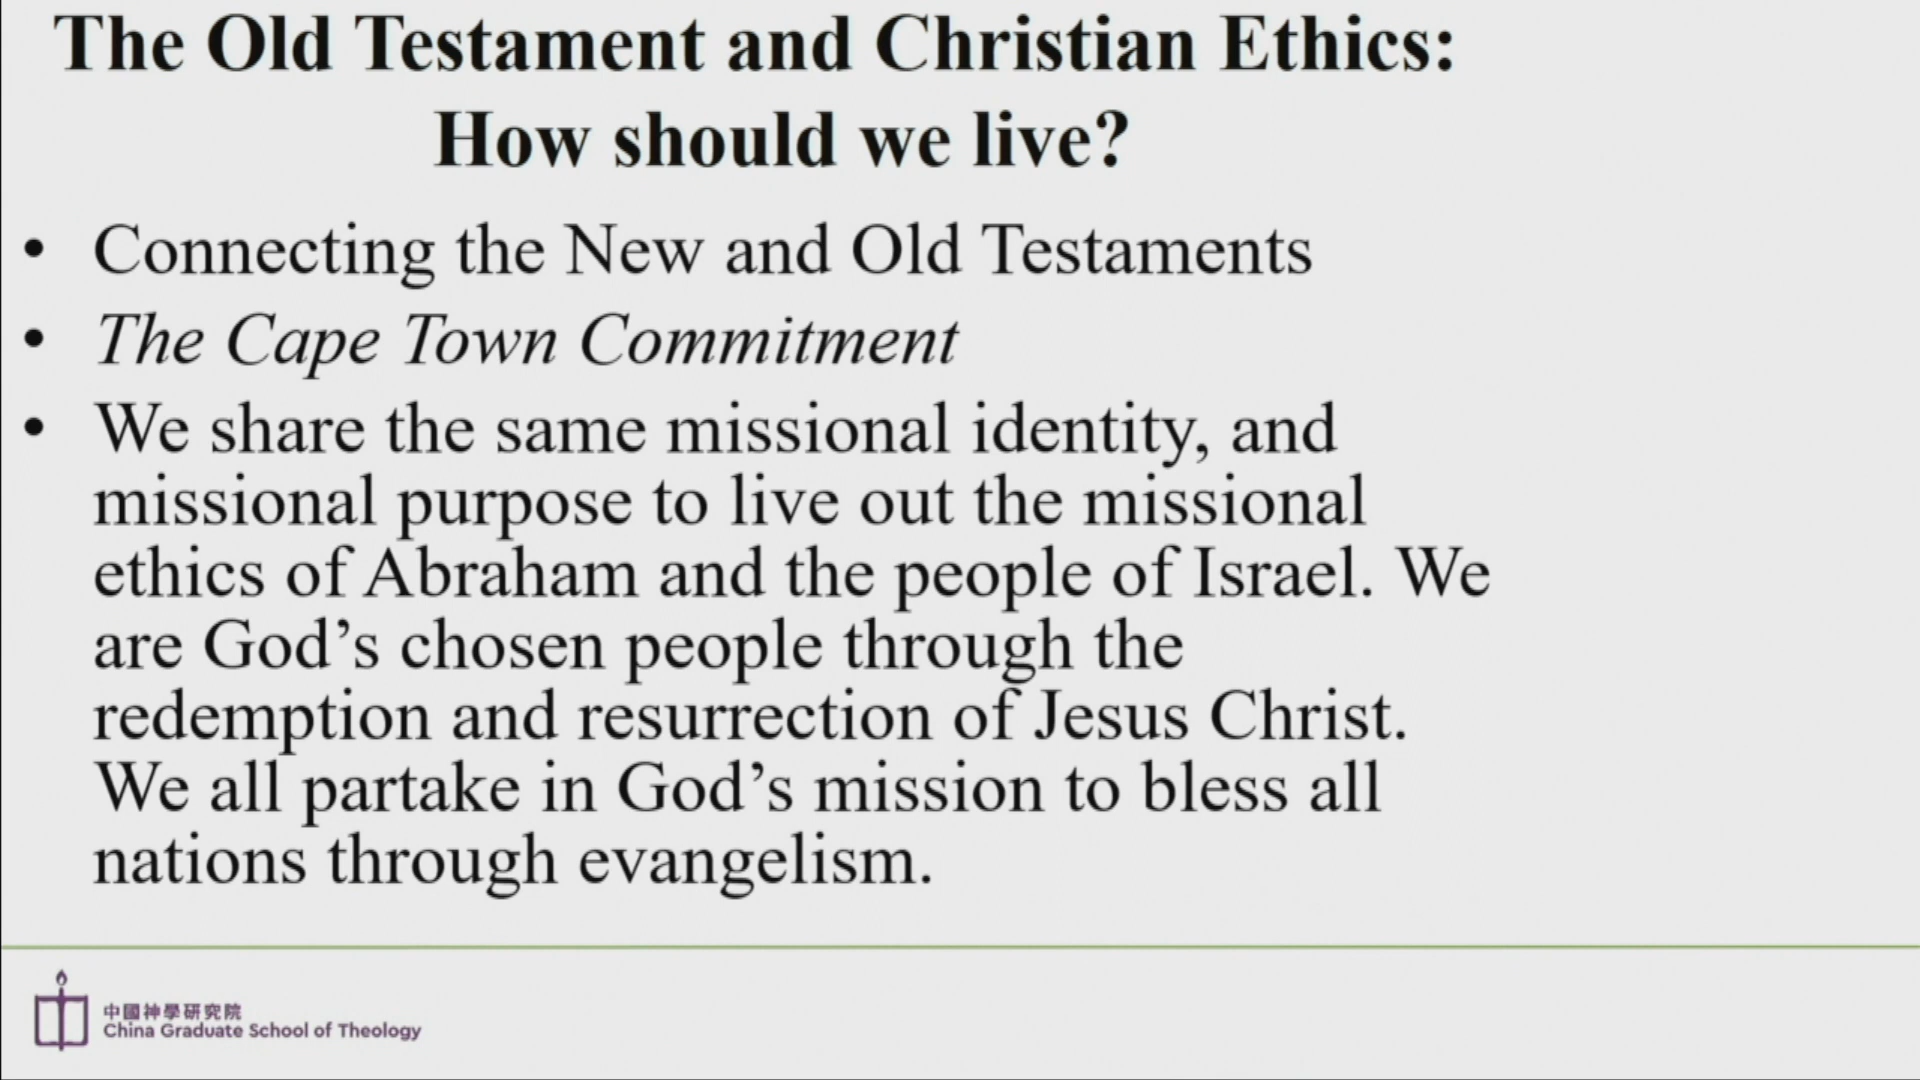 The Old Testament and Christian Ethics:
How should we live?
• Connecting the New and Old Testaments
• The Cape Town Commitment
• We share the same missional identity, and
missional purpose to live out the missional
ethics of Abraham and the people of Israel. We
are God’s chosen people through the
redemption and resurrection of Jesus Christ.
We all partake in God’s mission to bless all
nations through evangelism.
中國神學研究院
China Graduate School of Theology